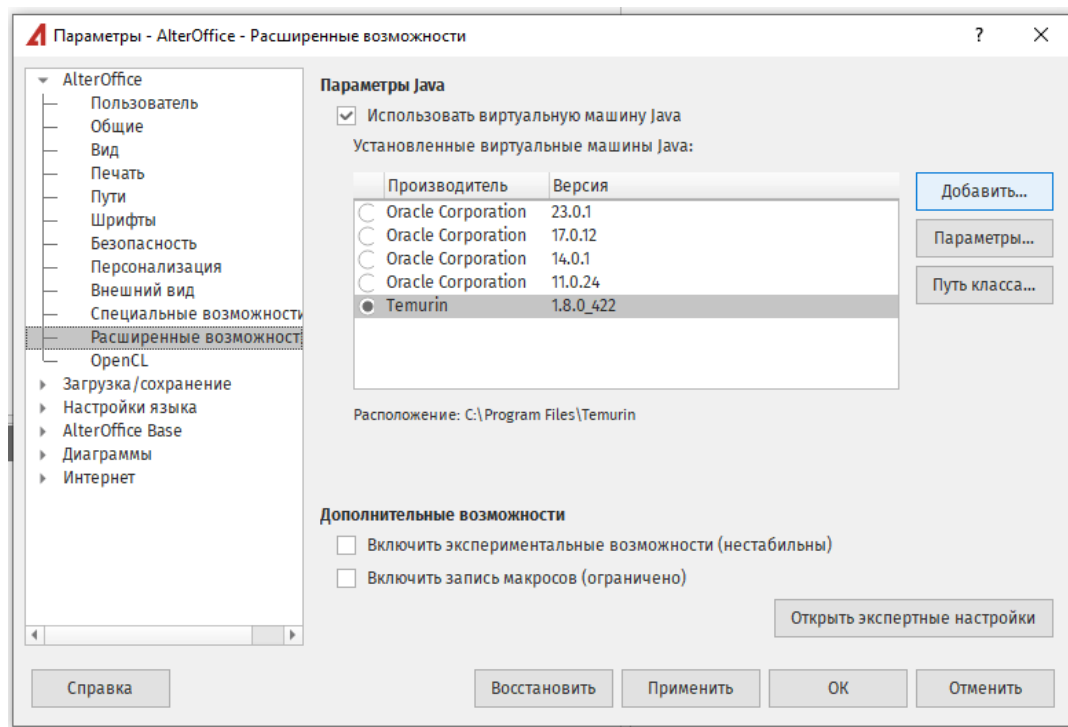 Параметры - AlterOffice - Расширенные возможности
?
AlterOffice
Пользователь
Общие
Вид
Печать
Пути
Шрифты
Безопасность
Персонализация
Внешний вид
Специальные возможности
Расширенные возможност
OpenCL
Загрузка/сохранение
Настройки языка
AlterOffice Base
Диаграммы
Интернет
Параметры Java
Использовать виртуальную машину Java
Установленные виртуальные машины Java:
Производитель Версия
Oracle Corporation 23.0.1
Oracle Corporation 17.0.12
Oracle Corporation 14.0.1
Oracle Corporation 11.0.24
Temurin 1.8.0_422
Добавить...
Параметры...
Путь класса...
Расположение: C:\Program Files\Temurin
Дополнительные возможности
Включить экспериментальные возможности (нестабильны)
Включить запись макросов (ограничено)
Открыть экспертные настройки
Справка Восстановить Применить ОК Отменить